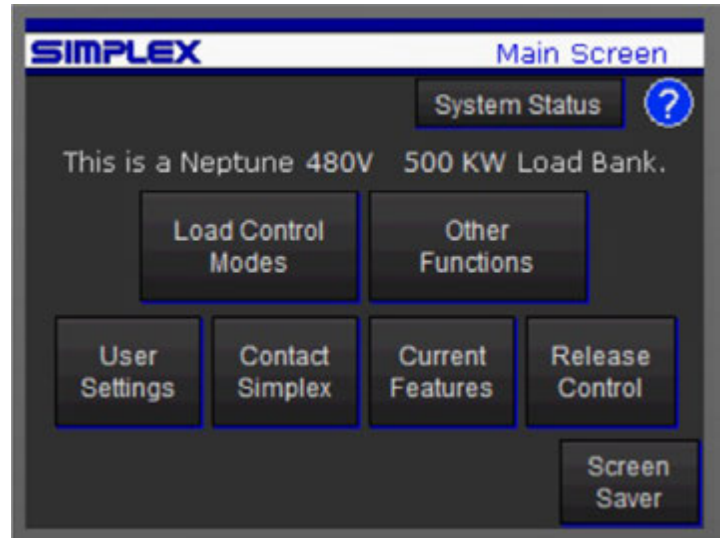 SIMPLEX
Main Screen
System Status
?
This is a Neptune 480V 500 KW Load Bank.
Load Control
Modes
Other
Functions
User
Settings
Contact
Simplex
Current
Features
Release
Control
Screen
Saver